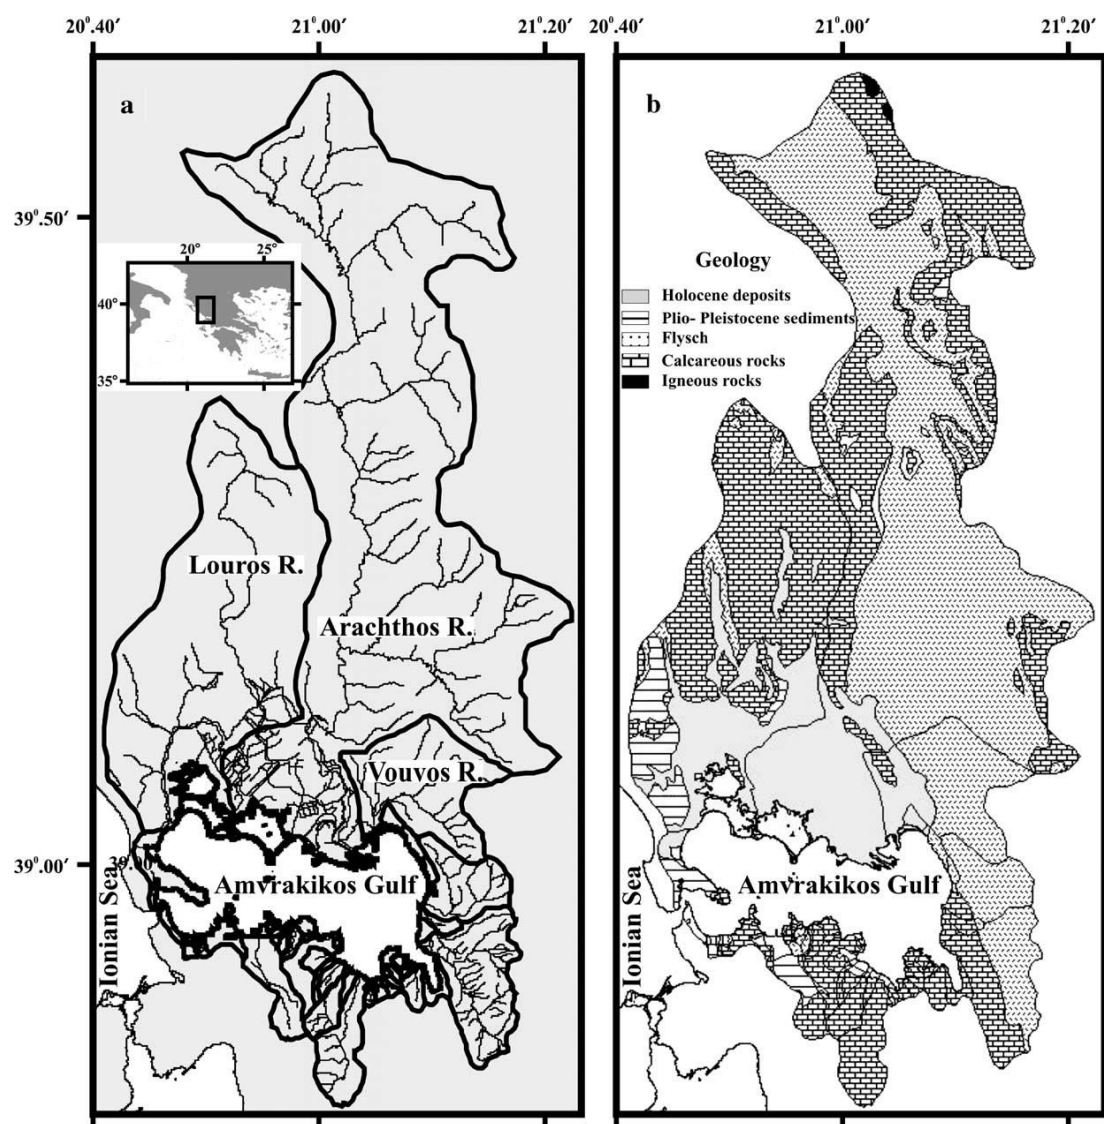 20°.40′ 21°.00′ 21°.20′ 20°.40′ 21°.00′ 21°.20′
a
b
39°.50′
20° 25°
40°
35°
Geology
Holocene deposits
Plio- Pleistocene sediments
Flysch
Calcareous rocks
Igneous rocks
Louros R.
Arachthos R.
Vouvos R.
39°.00′
Amvrakikos Gulf
Ionian Sea
Amvrakikos Gulf
Ionian Sea